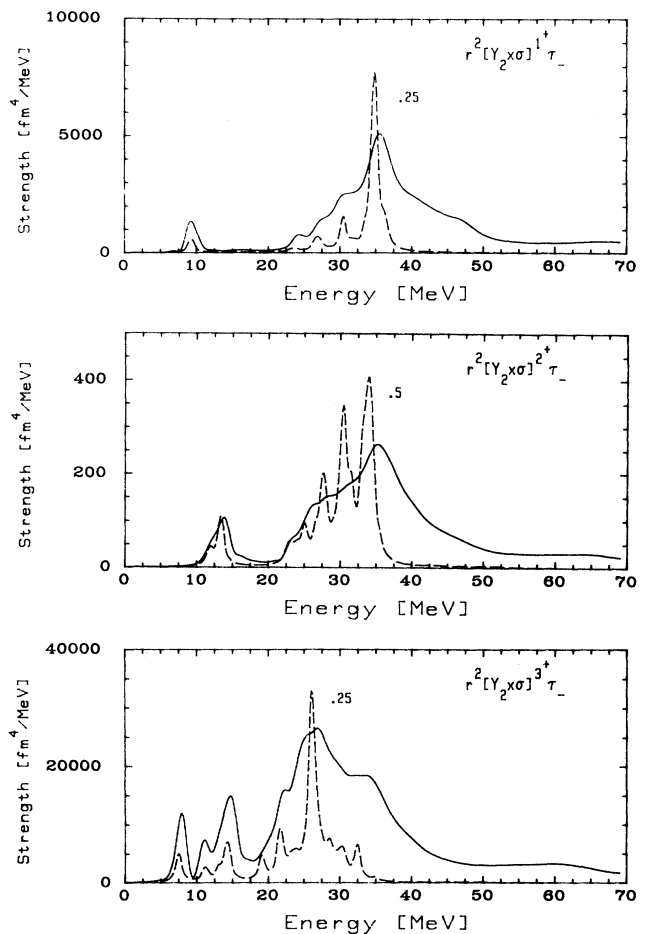 10000
r²[Y₂xσ]¹⁺τ₋
.25
5000
0
Strength [fm⁴/MeV]
0 10 20 30 40 50 60 70
Energy [MeV]
r²[Y₂xσ]²⁺τ₋
400
.5
200
0
Strength [fm⁴/MeV]
0 10 20 30 40 50 60 70
Energy [MeV]
40000
r²[Y₂xσ]³⁺τ₋
.25
20000
0
Strength [fm⁴/MeV]
0 10 20 30 40 50 60 70
Energy [MeV]